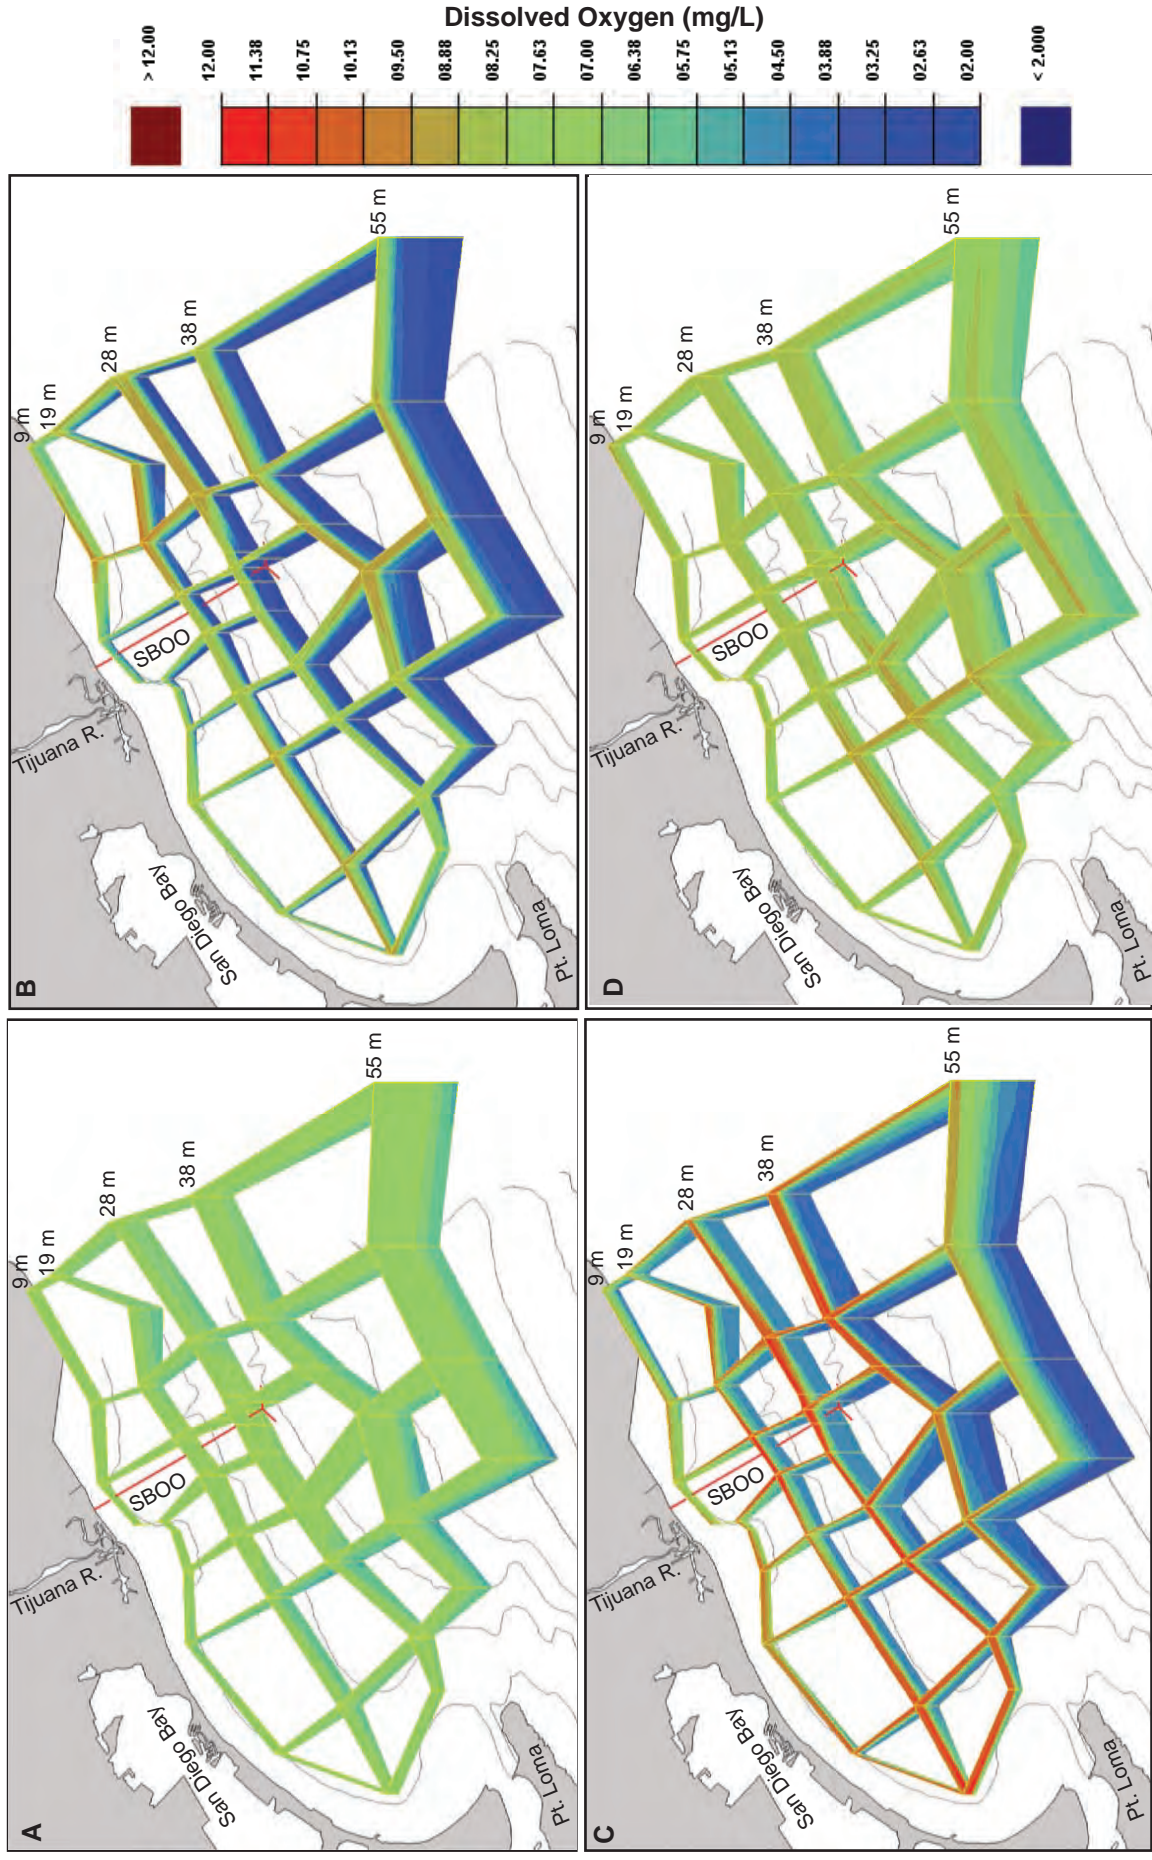 Dissolved Oxygen (mg/L)
> 12.00
12.00
11.38
10.75
10.13
09.50
08.88
08.25
07.63
07.00
06.38
05.75
05.13
04.50
03.88
03.25
02.63
02.00
< 2.000
B
9 m
19 m
28 m
38 m
55 m
SBOO
Tijuana R.
San Diego Bay
Pt. Loma
D
9 m
19 m
28 m
38 m
55 m
SBOO
Tijuana R.
San Diego Bay
Pt. Loma
A
9 m
19 m
28 m
38 m
55 m
SBOO
Tijuana R.
San Diego Bay
Pt. Loma
C
9 m
19 m
28 m
38 m
55 m
SBOO
Tijuana R.
San Diego Bay
Pt. Loma